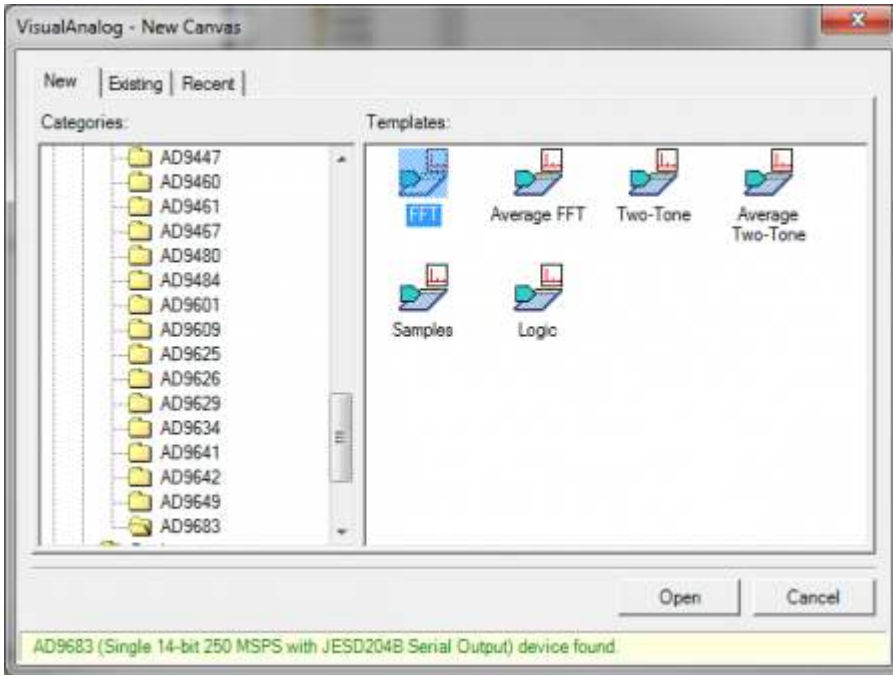 VisualAnalog - New Canvas
New Existing Recent
Categories:
Templates:
AD9447
AD9460
AD9461
AD9467
AD9480
AD9484
AD9601
AD9609
AD9625
AD9626
AD9629
AD9634
AD9641
AD9642
AD9649
AD9683
FFT Average FFT Two-Tone Average
Two-Tone
Samples Logic
Open Cancel
AD9683 (Single 14-bit 250 MSPS with JESD204B Serial Output) device found.